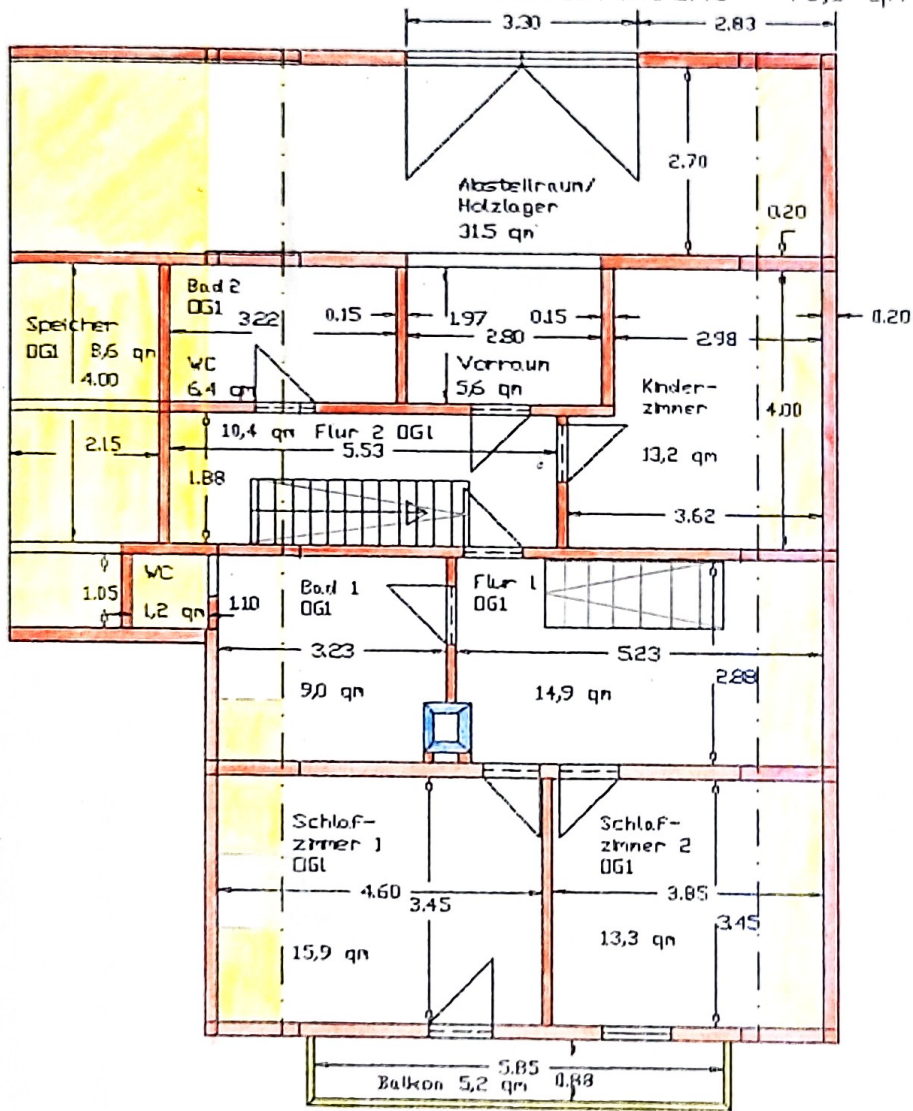 3.30
2.83
2.70
Abstellraum/
Holzlager
31.5 qm
0.20
Bad 2
OG1
3.22
0.15
1.97
0.15
2.80
2.98
0.20
Speicher
OG1 8,6 qm
4.00
WC
6,4 qm
Vorraum
5,6 qm
Kinder-
zimmer
4.00
13,2 qm
10,4 qm Flur 2 OG1
5.53
2.15
1.88
3.62
WC
1.05
1,2 qm
1.10
Bad 1
OG1
Flur 1
OG1
3.23
5.23
2.88
9,0 qm
14,9 qm
Schlaf-
zimmer 1
OG1
Schlaf-
zimmer 2
OG1
4.60
3.45
3.85
3.45
15,9 qm
13,3 qm
5.85
Balkon 5,2 qm
0.88